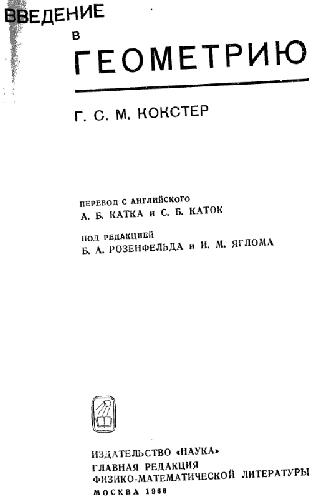 ВВЕДЕНИЕ
В
ГЕОМЕТРИЮ
Г. С. М. КОКСТЕР
ПЕРЕВОД С АНГЛИЙСКОГО
А. Б. КАТКА и С. Б. КАТОК
ПОД РЕДАКЦИЕЙ
Б. А. РОЗЕНФЕЛЬДА и И. М. ЯГЛОМА
ИЗДАТЕЛЬСТВО «НАУКА»
ГЛАВНАЯ РЕДАКЦИЯ
ФИЗИКО-МАТЕМАТИЧЕСКОЙ ЛИТЕРАТУРЫ
МОСКВА 1966